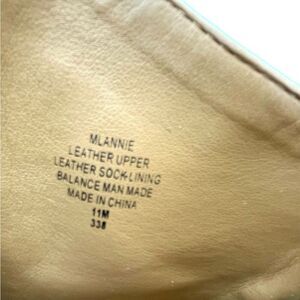 MLANNIE
LEATHER UPPER
LEATHER SOCK-LINING
BALANCE MAN MADE
MADE IN CHINA
11M
338